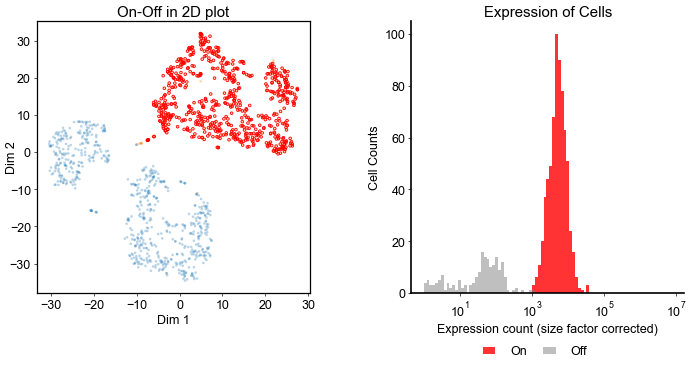 On-Off in 2D plot
Expression of Cells
30
20
10
0
−10
−20
−30
Dim 2
−30 −20 −10 0 10 20 30
Dim 1
100
80
60
40
20
0
Cell Counts
10^1 10^3 10^5 10^7
Expression count (size factor corrected)
On Off